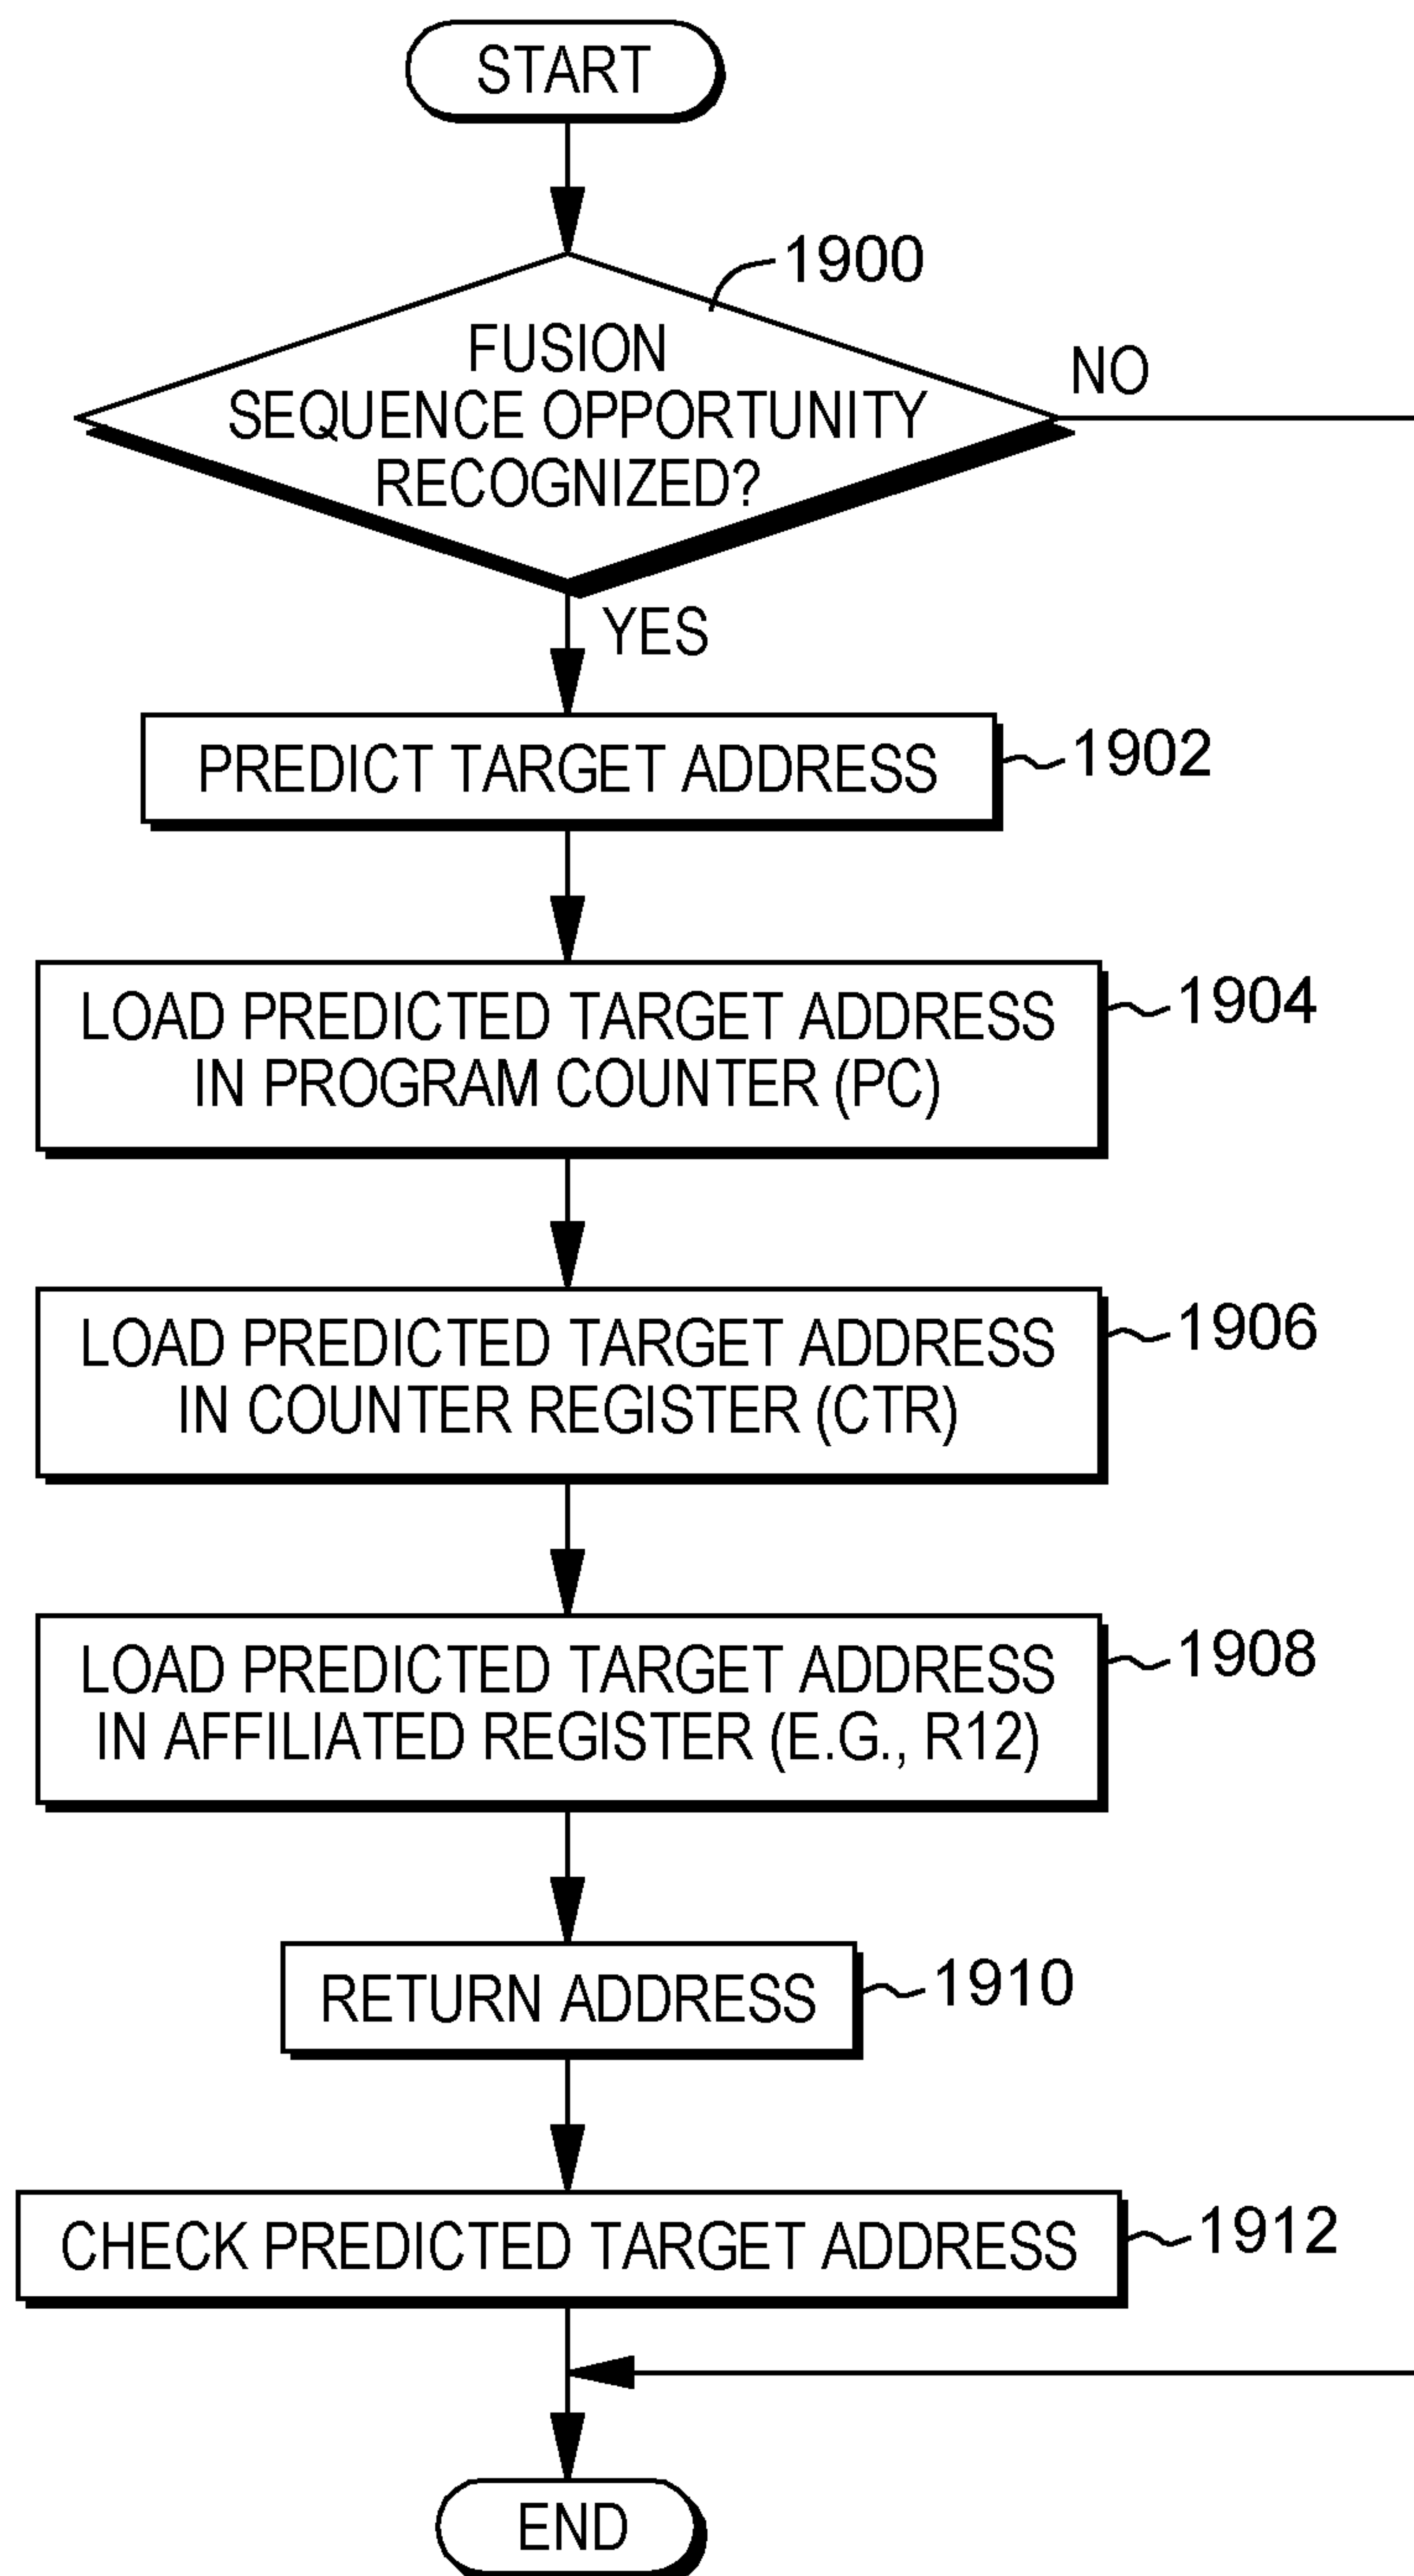 START
1900
FUSION
SEQUENCE OPPORTUNITY
RECOGNIZED?
NO
YES
PREDICT TARGET ADDRESS
1902
LOAD PREDICTED TARGET ADDRESS
IN PROGRAM COUNTER (PC)
1904
LOAD PREDICTED TARGET ADDRESS
IN COUNTER REGISTER (CTR)
1906
LOAD PREDICTED TARGET ADDRESS
IN AFFILIATED REGISTER (E.G., R12)
1908
RETURN ADDRESS
1910
CHECK PREDICTED TARGET ADDRESS
1912
END